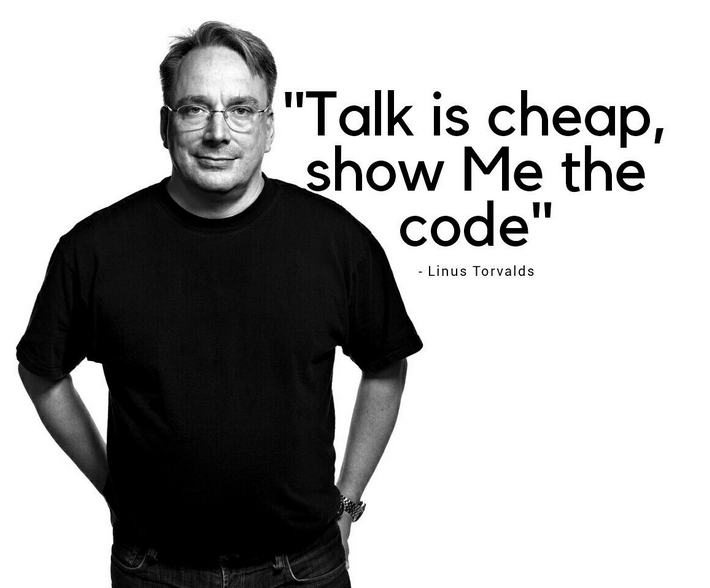 "Talk is cheap,
show Me the
code"
- Linus Torvalds